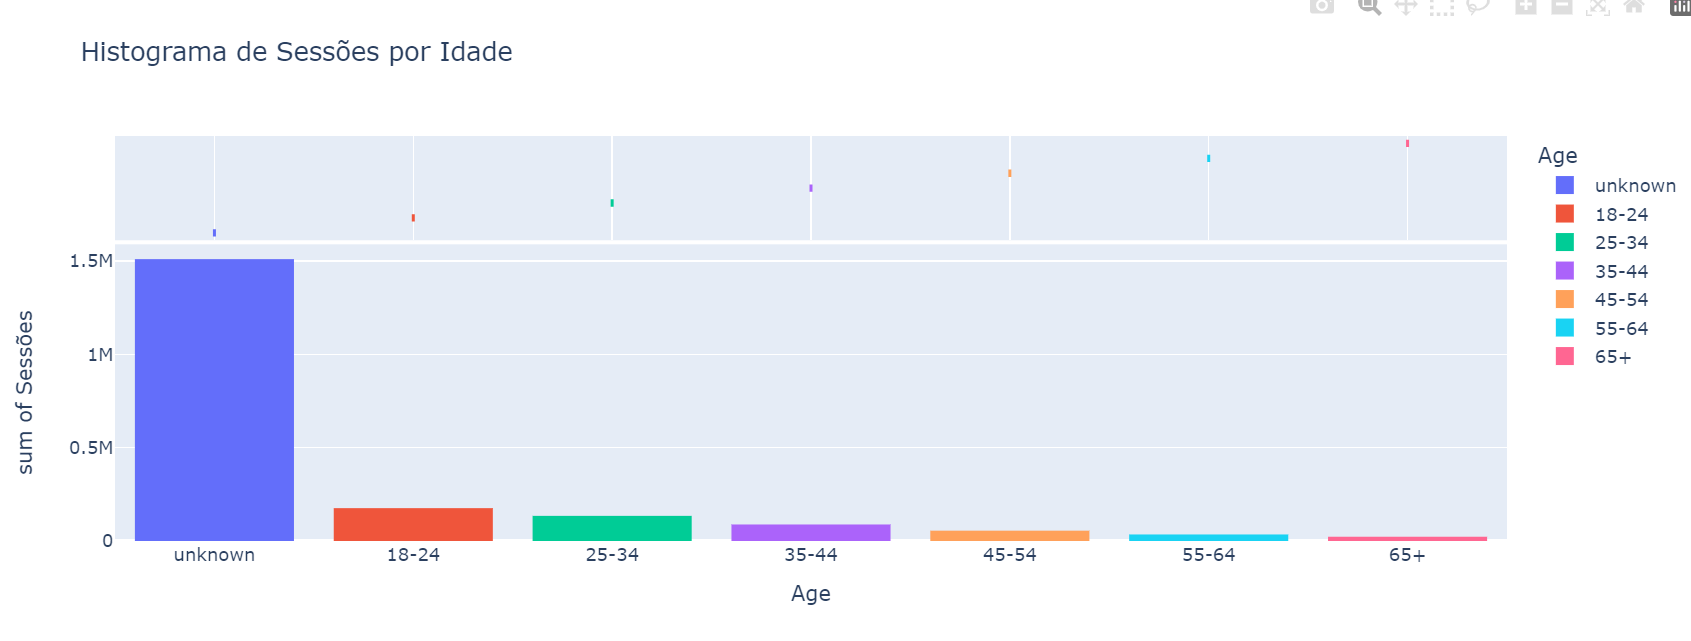 Histograma de Sessões por Idade
Age
unknown
18-24
25-34
35-44
45-54
55-64
65+
1.5M
1M
0.5M
0
sum of Sessões
unknown 18-24 25-34 35-44 45-54 55-64 65+
Age